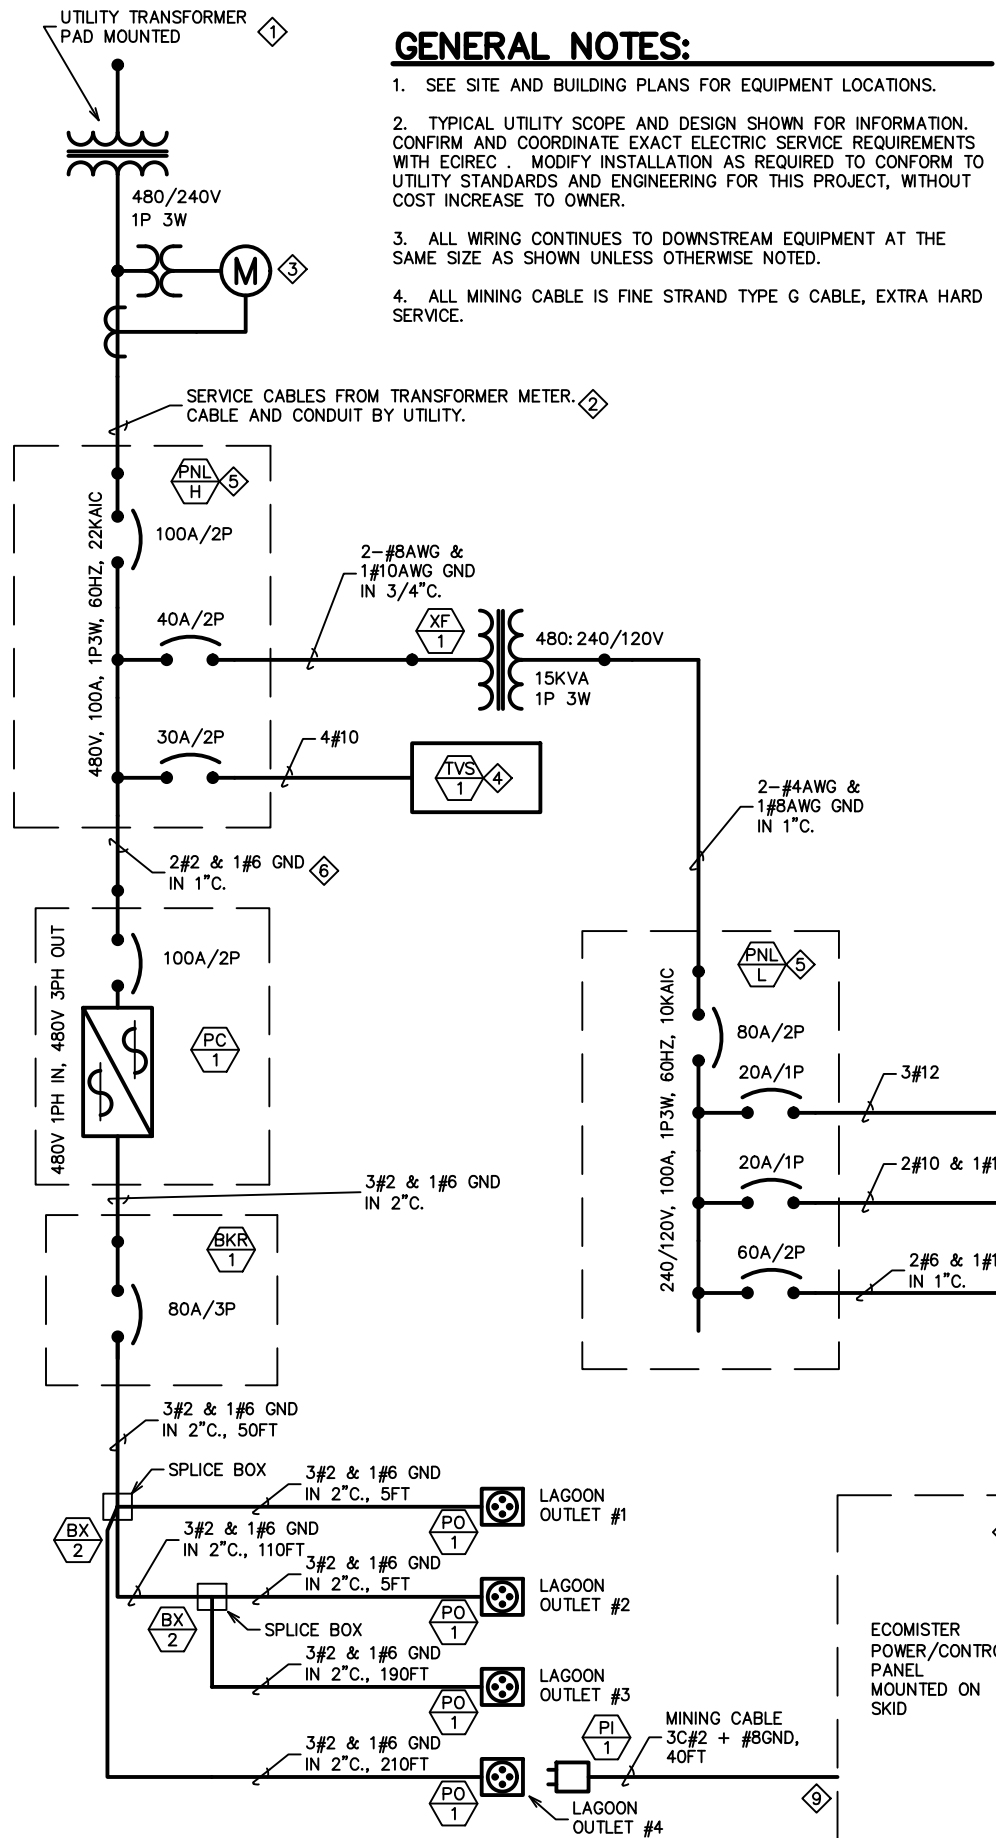 UTILITY TRANSFORMER
PAD MOUNTED
1
GENERAL NOTES:
1. SEE SITE AND BUILDING PLANS FOR EQUIPMENT LOCATIONS.
2. TYPICAL UTILITY SCOPE AND DESIGN SHOWN FOR INFORMATION.
CONFIRM AND COORDINATE EXACT ELECTRIC SERVICE REQUIREMENTS
WITH ECIREC . MODIFY INSTALLATION AS REQUIRED TO CONFORM TO
UTILITY STANDARDS AND ENGINEERING FOR THIS PROJECT, WITHOUT
COST INCREASE TO OWNER.
3. ALL WIRING CONTINUES TO DOWNSTREAM EQUIPMENT AT THE
SAME SIZE AS SHOWN UNLESS OTHERWISE NOTED.
4. ALL MINING CABLE IS FINE STRAND TYPE G CABLE, EXTRA HARD
SERVICE.
480/240V
1P 3W
M
3
SERVICE CABLES FROM TRANSFORMER METER.
CABLE AND CONDUIT BY UTILITY.
2
480V, 100A, 1P3W, 60HZ, 22KAIC
PNL
H
5
100A/2P
40A/2P
2-#8AWG &
1#10AWG GND
IN 3/4"C.
XF
1
480:240/120V
15KVA
1P 3W
30A/2P
4#10
TVS
1
4
2-#4AWG &
1#8AWG GND
IN 1"C.
2#2 & 1#6 GND
IN 1"C.
6
480V 1PH IN, 480V 3PH OUT
100A/2P
PC
1
240/120V, 100A, 1P3W, 60HZ, 10KAIC
PNL
L
5
80A/2P
20A/1P
3#12
20A/1P
2#10 & 1#1
60A/2P
2#6 & 1#1
IN 1"C.
3#2 & 1#6 GND
IN 2"C.
BKR
1
80A/3P
3#2 & 1#6 GND
IN 2"C., 50FT
SPLICE BOX
BX
2
3#2 & 1#6 GND
IN 2"C., 5FT
PO
1
LAGOON
OUTLET #1
3#2 & 1#6 GND
IN 2"C., 110FT
3#2 & 1#6 GND
IN 2"C., 5FT
PO
1
LAGOON
OUTLET #2
BX
2
SPLICE BOX
3#2 & 1#6 GND
IN 2"C., 190FT
PO
1
LAGOON
OUTLET #3
3#2 & 1#6 GND
IN 2"C., 210FT
PO
1
LAGOON
OUTLET #4
PI
1
MINING CABLE
3C#2 + #8GND,
40FT
9
ECOMISTER
POWER/CONTRO
PANEL
MOUNTED ON
SKID